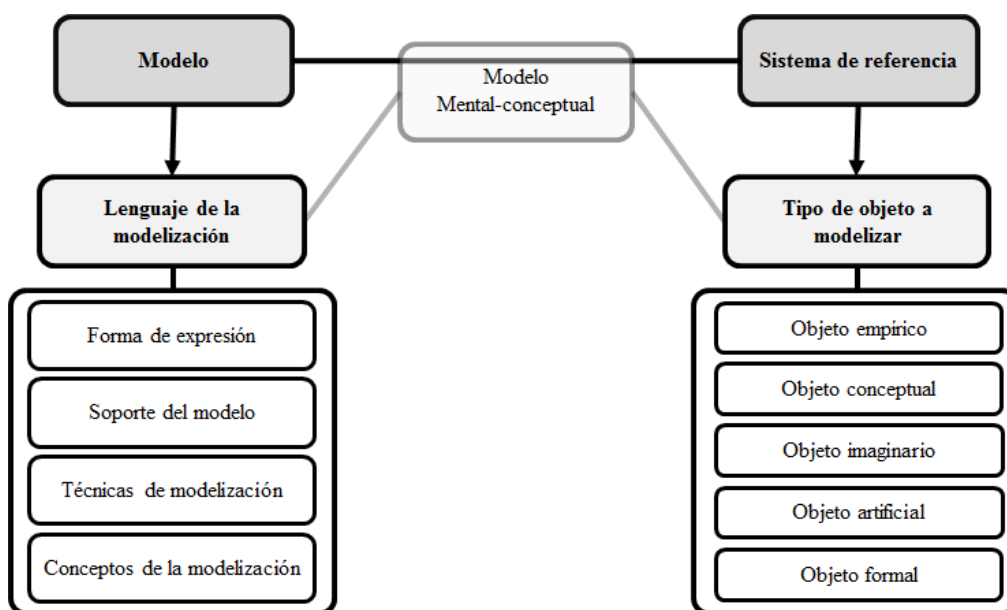 Modelo
Modelo
Mental-conceptual
Sistema de referencia
Lenguaje de la
modelización
Tipo de objeto a
modelizar
Forma de expresión
Soporte del modelo
Técnicas de modelización
Conceptos de la modelización
Objeto empírico
Objeto conceptual
Objeto imaginario
Objeto artificial
Objeto formal